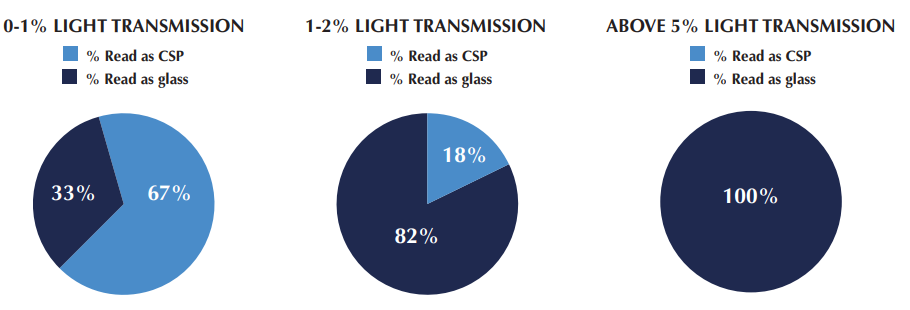 0-1% LIGHT TRANSMISSION
% Read as CSP
% Read as glass
33%
67%
1-2% LIGHT TRANSMISSION
% Read as CSP
% Read as glass
18%
82%
ABOVE 5% LIGHT TRANSMISSION
% Read as CSP
% Read as glass
100%